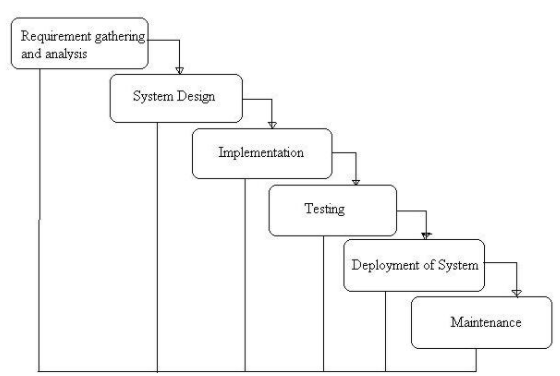 Requirement gathering
and analysis
System Design
Implementation
Testing
Deployment of System
Maintenance